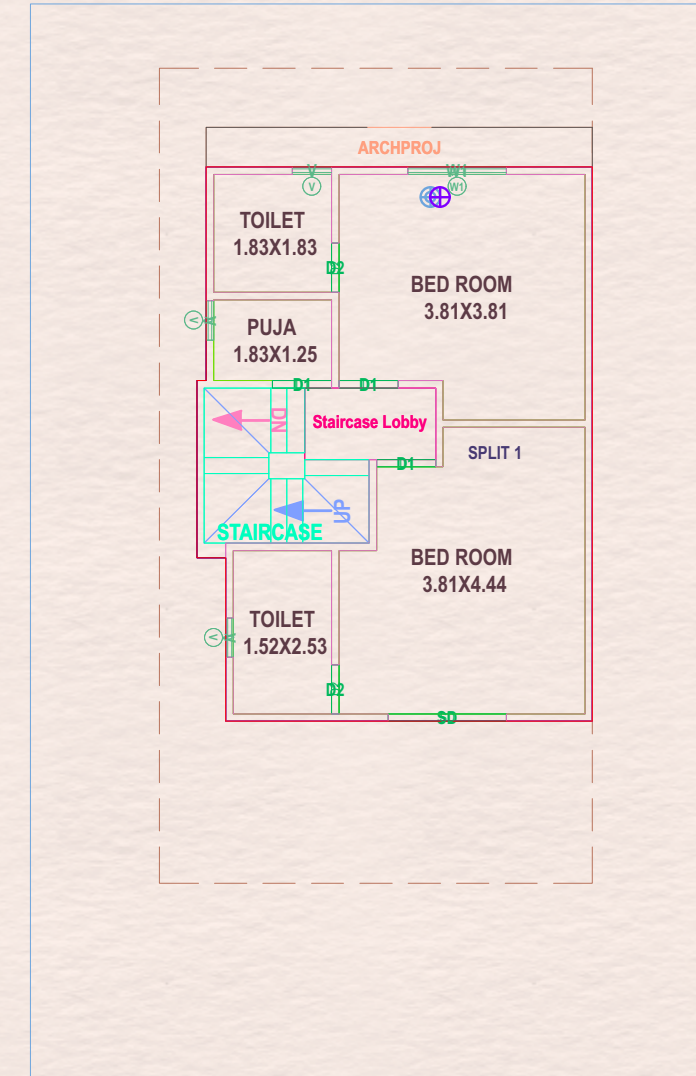 ARCHPROJ
V
W1
V
W1
TOILET
1.83X1.83
D2
BED ROOM
3.81X3.81
V
V
PUJA
1.83X1.25
D1
D1
DN
Staircase Lobby
SPLIT 1
D1
UP
STAIRCASE
BED ROOM
3.81X4.44
TOILET
1.52X2.53
V
V
D2
SD